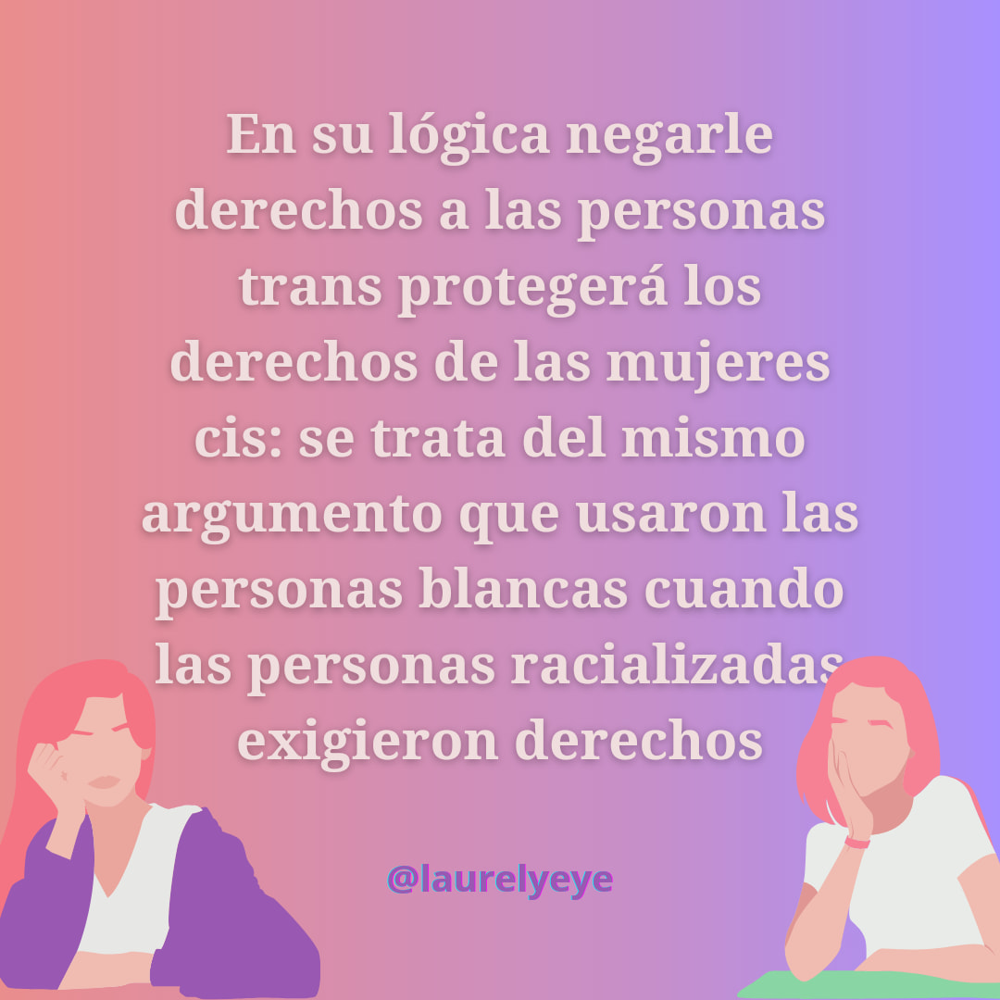 En su lógica negarle
derechos a las personas
trans protegerá los
derechos de las mujeres
cis: se trata del mismo
argumento que usaron las
personas blancas cuando
las personas racializadas
exigieron derechos
@laurelyeye